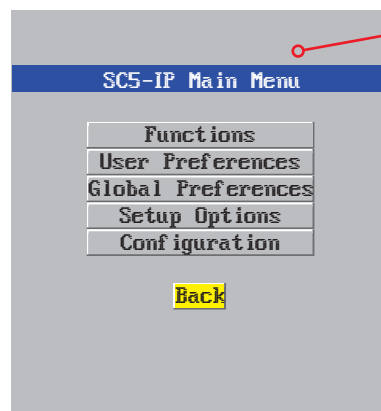 SC5-IP Main Menu
Functions
User Preferences
Global Preferences
Setup Options
Configuration
Back